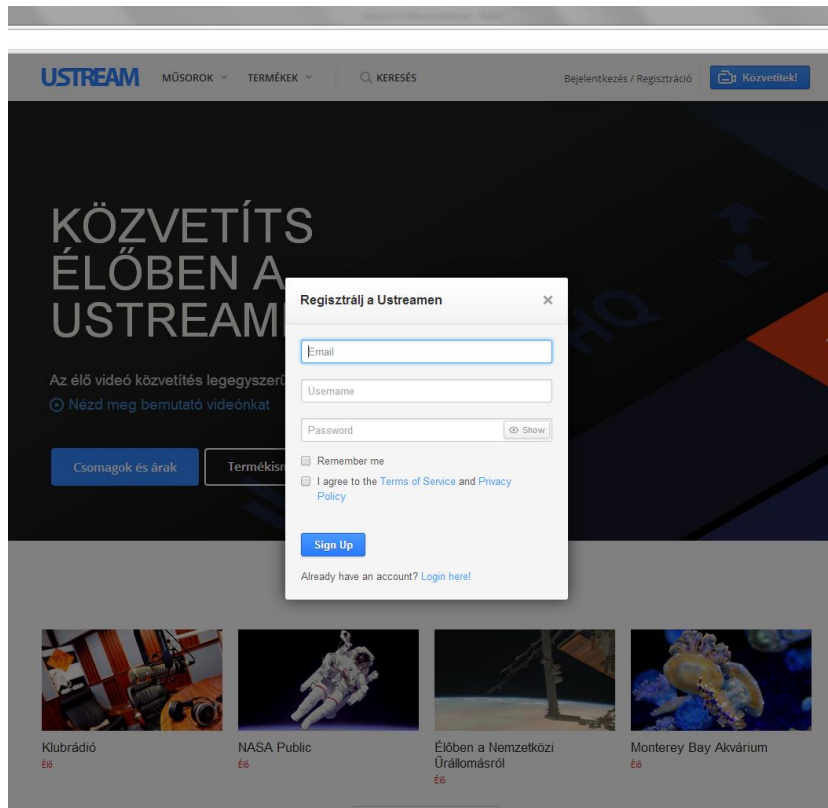 USTREAM MŰSOROK TERMÉKEK KERESÉS Bejelentkezés / Regisztráció Közvetitek!
KÖZVETÍTS
ÉLŐBEN A
USTREAM
Az élő videó közvetítés legegyszerű
Nézd meg bemutató videónkat
Csomagok és árak Termékism
HQ
Regisztrálj a Ustreamen
Email
Username
Password Show
Remember me
I agree to the Terms of Service and Privacy
Policy
Sign Up
Already have an account? Login here!
Klubrádió
Élő
NASA Public
Élő
Élőben a Nemzetközi
Űrállomásról
Élő
Monterey Bay Akvárium
Élő